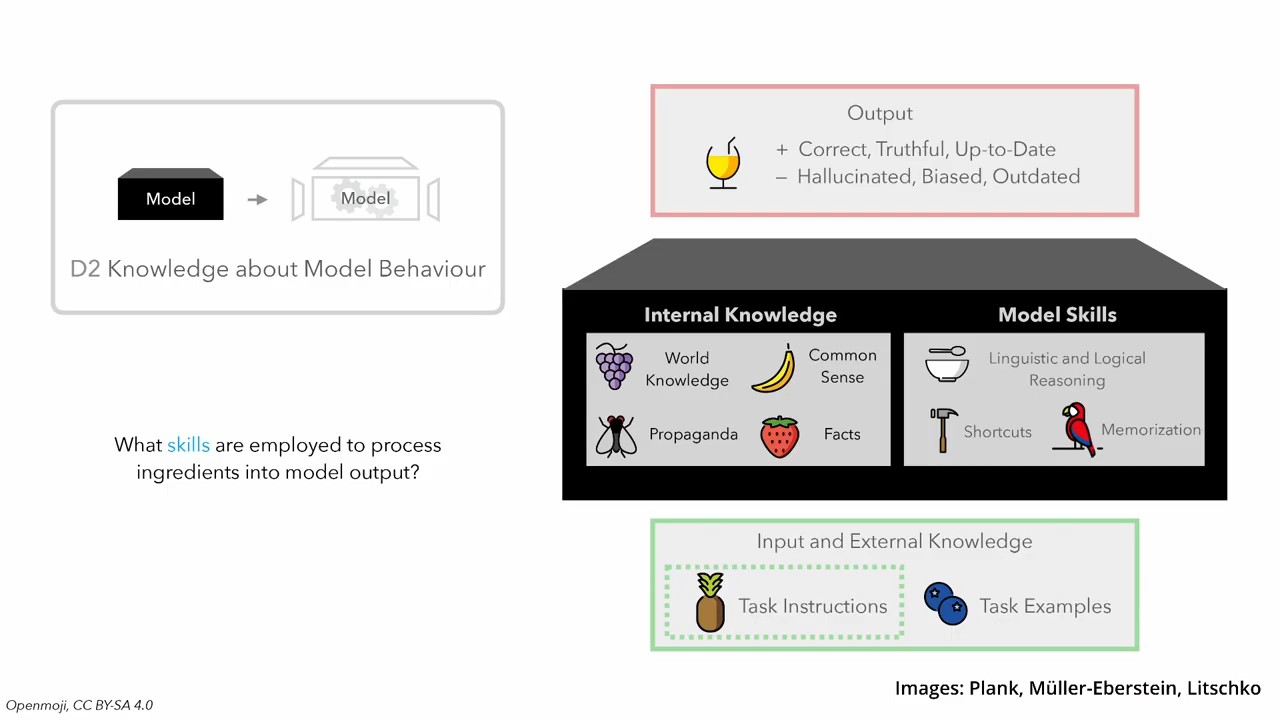 Model
Model
D2 Knowledge about Model Behaviour
What skills are employed to process
ingredients into model output?
Output
+ Correct, Truthful, Up-to-Date
– Hallucinated, Biased, Outdated
Internal Knowledge
World
Knowledge
Common
Sense
Propaganda
Facts
Model Skills
Linguistic and Logical
Reasoning
Shortcuts
Memorization
Input and External Knowledge
Task Instructions
Task Examples
Images: Plank, Müller-Eberstein, Litschko
Openmoji, CC BY-SA 4.0